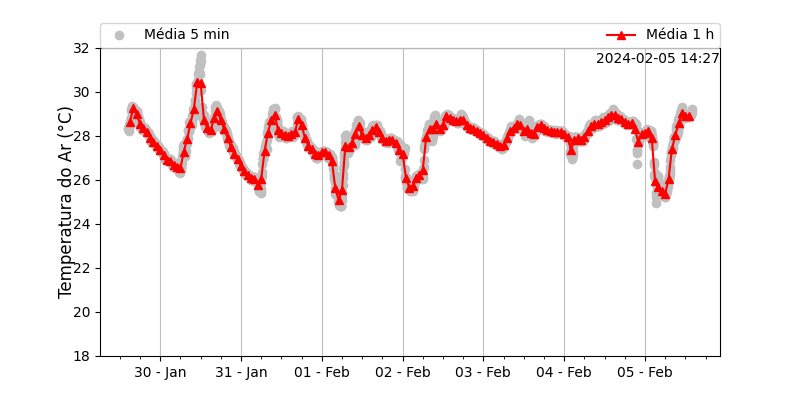 Média 5 min
Média 1 h
2024-02-05 14:27
Temperatura do Ar (°C)
32
30
28
26
24
22
20
18
30 - Jan
31 - Jan
01 - Feb
02 - Feb
03 - Feb
04 - Feb
05 - Feb